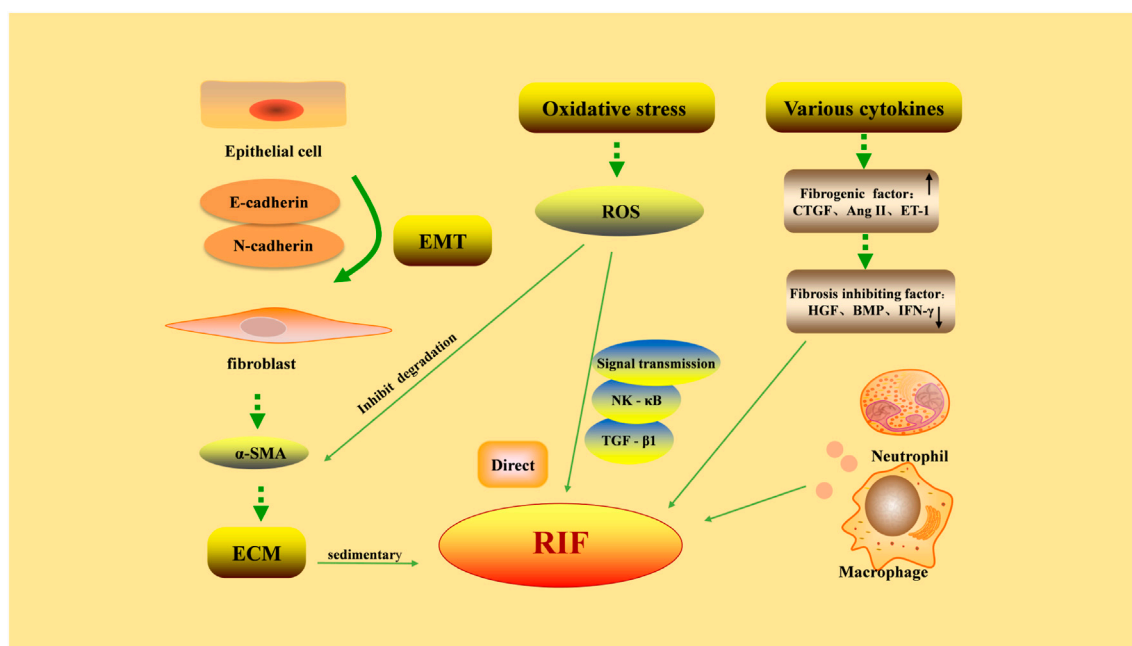 Epithelial cell
E-cadherin
N-cadherin
EMT
fibroblast
α-SMA
ECM
sedimentary
Oxidative stress
ROS
Inhibit degradation
Signal transmission
NK - κB
TGF - β1
Direct
RIF
Various cytokines
Fibrogenic factor：
CTGF、Ang II、ET-1
Fibrosis inhibiting factor：
HGF、BMP、IFN-γ
Neutrophil
Macrophage